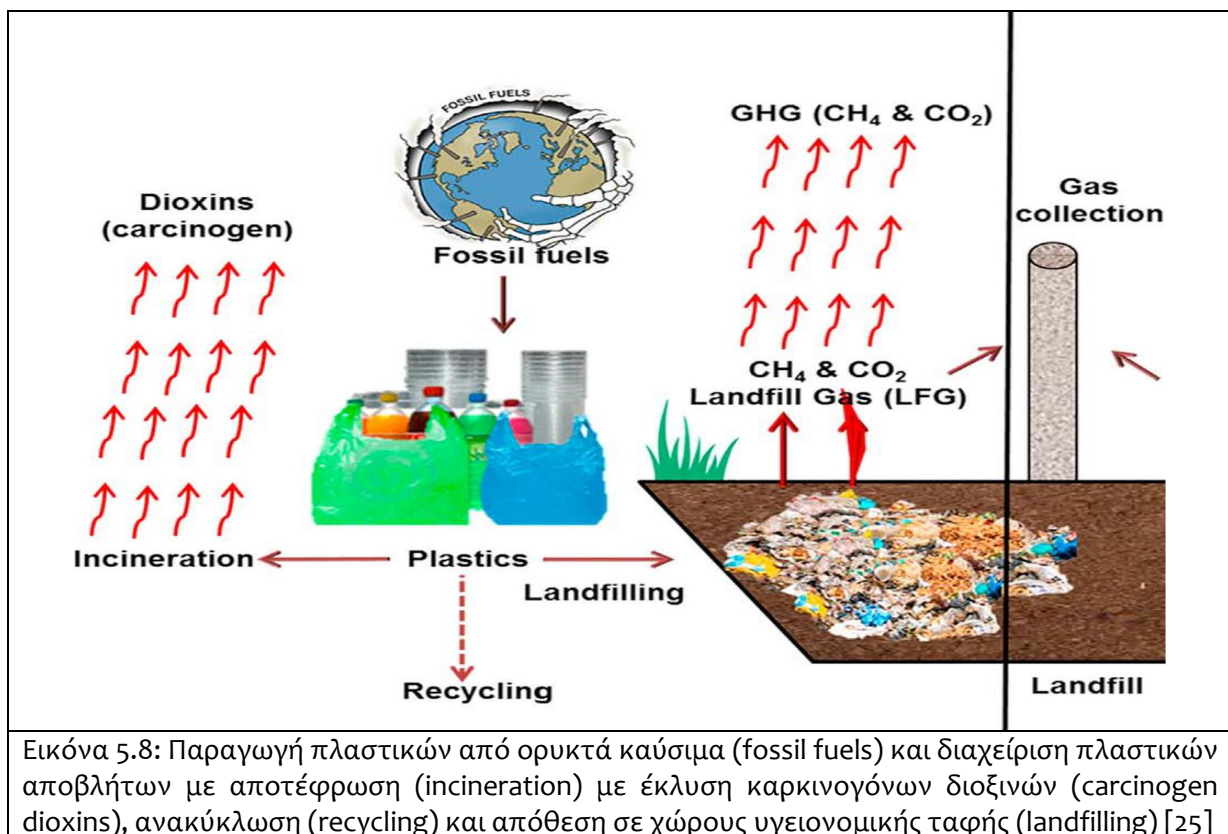 FOSSIL FUELS
GHG (CH₄ & CO₂)
Dioxins
(carcinogen)
Gas
collection
Fossil fuels
CH₄ & CO₂
Landfill Gas (LFG)
Incineration
Plastics
Landfilling
Recycling
Landfill
Εικόνα 5.8: Παραγωγή πλαστικών από ορυκτά καύσιμα (fossil fuels) και διαχείριση πλαστικών
αποβλήτων με αποτέφρωση (incineration) με έκλυση καρκινογόνων διοξινών (carcinogen
dioxins), ανακύκλωση (recycling) και απόθεση σε χώρους υγειονομικής ταφής (landfilling) [25]